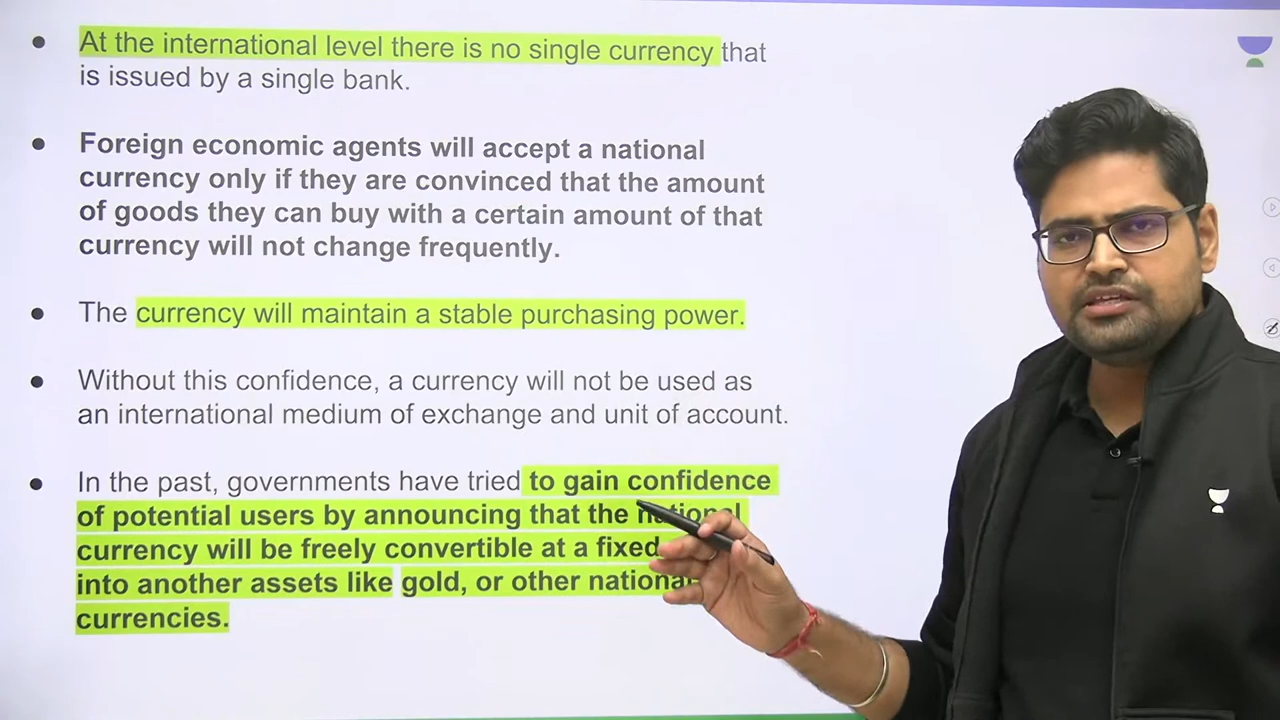 At the international level there is no single currency that
is issued by a single bank.
Foreign economic agents will accept a national
currency only if they are convinced that the amount
of goods they can buy with a certain amount of that
currency will not change frequently.
The currency will maintain a stable purchasing power.
Without this confidence, a currency will not be used as
an international medium of exchange and unit of account.
In the past, governments have tried to gain confidence
of potential users by announcing that the national
currency will be freely convertible at a fixed
into another assets like gold, or other national
currencies.